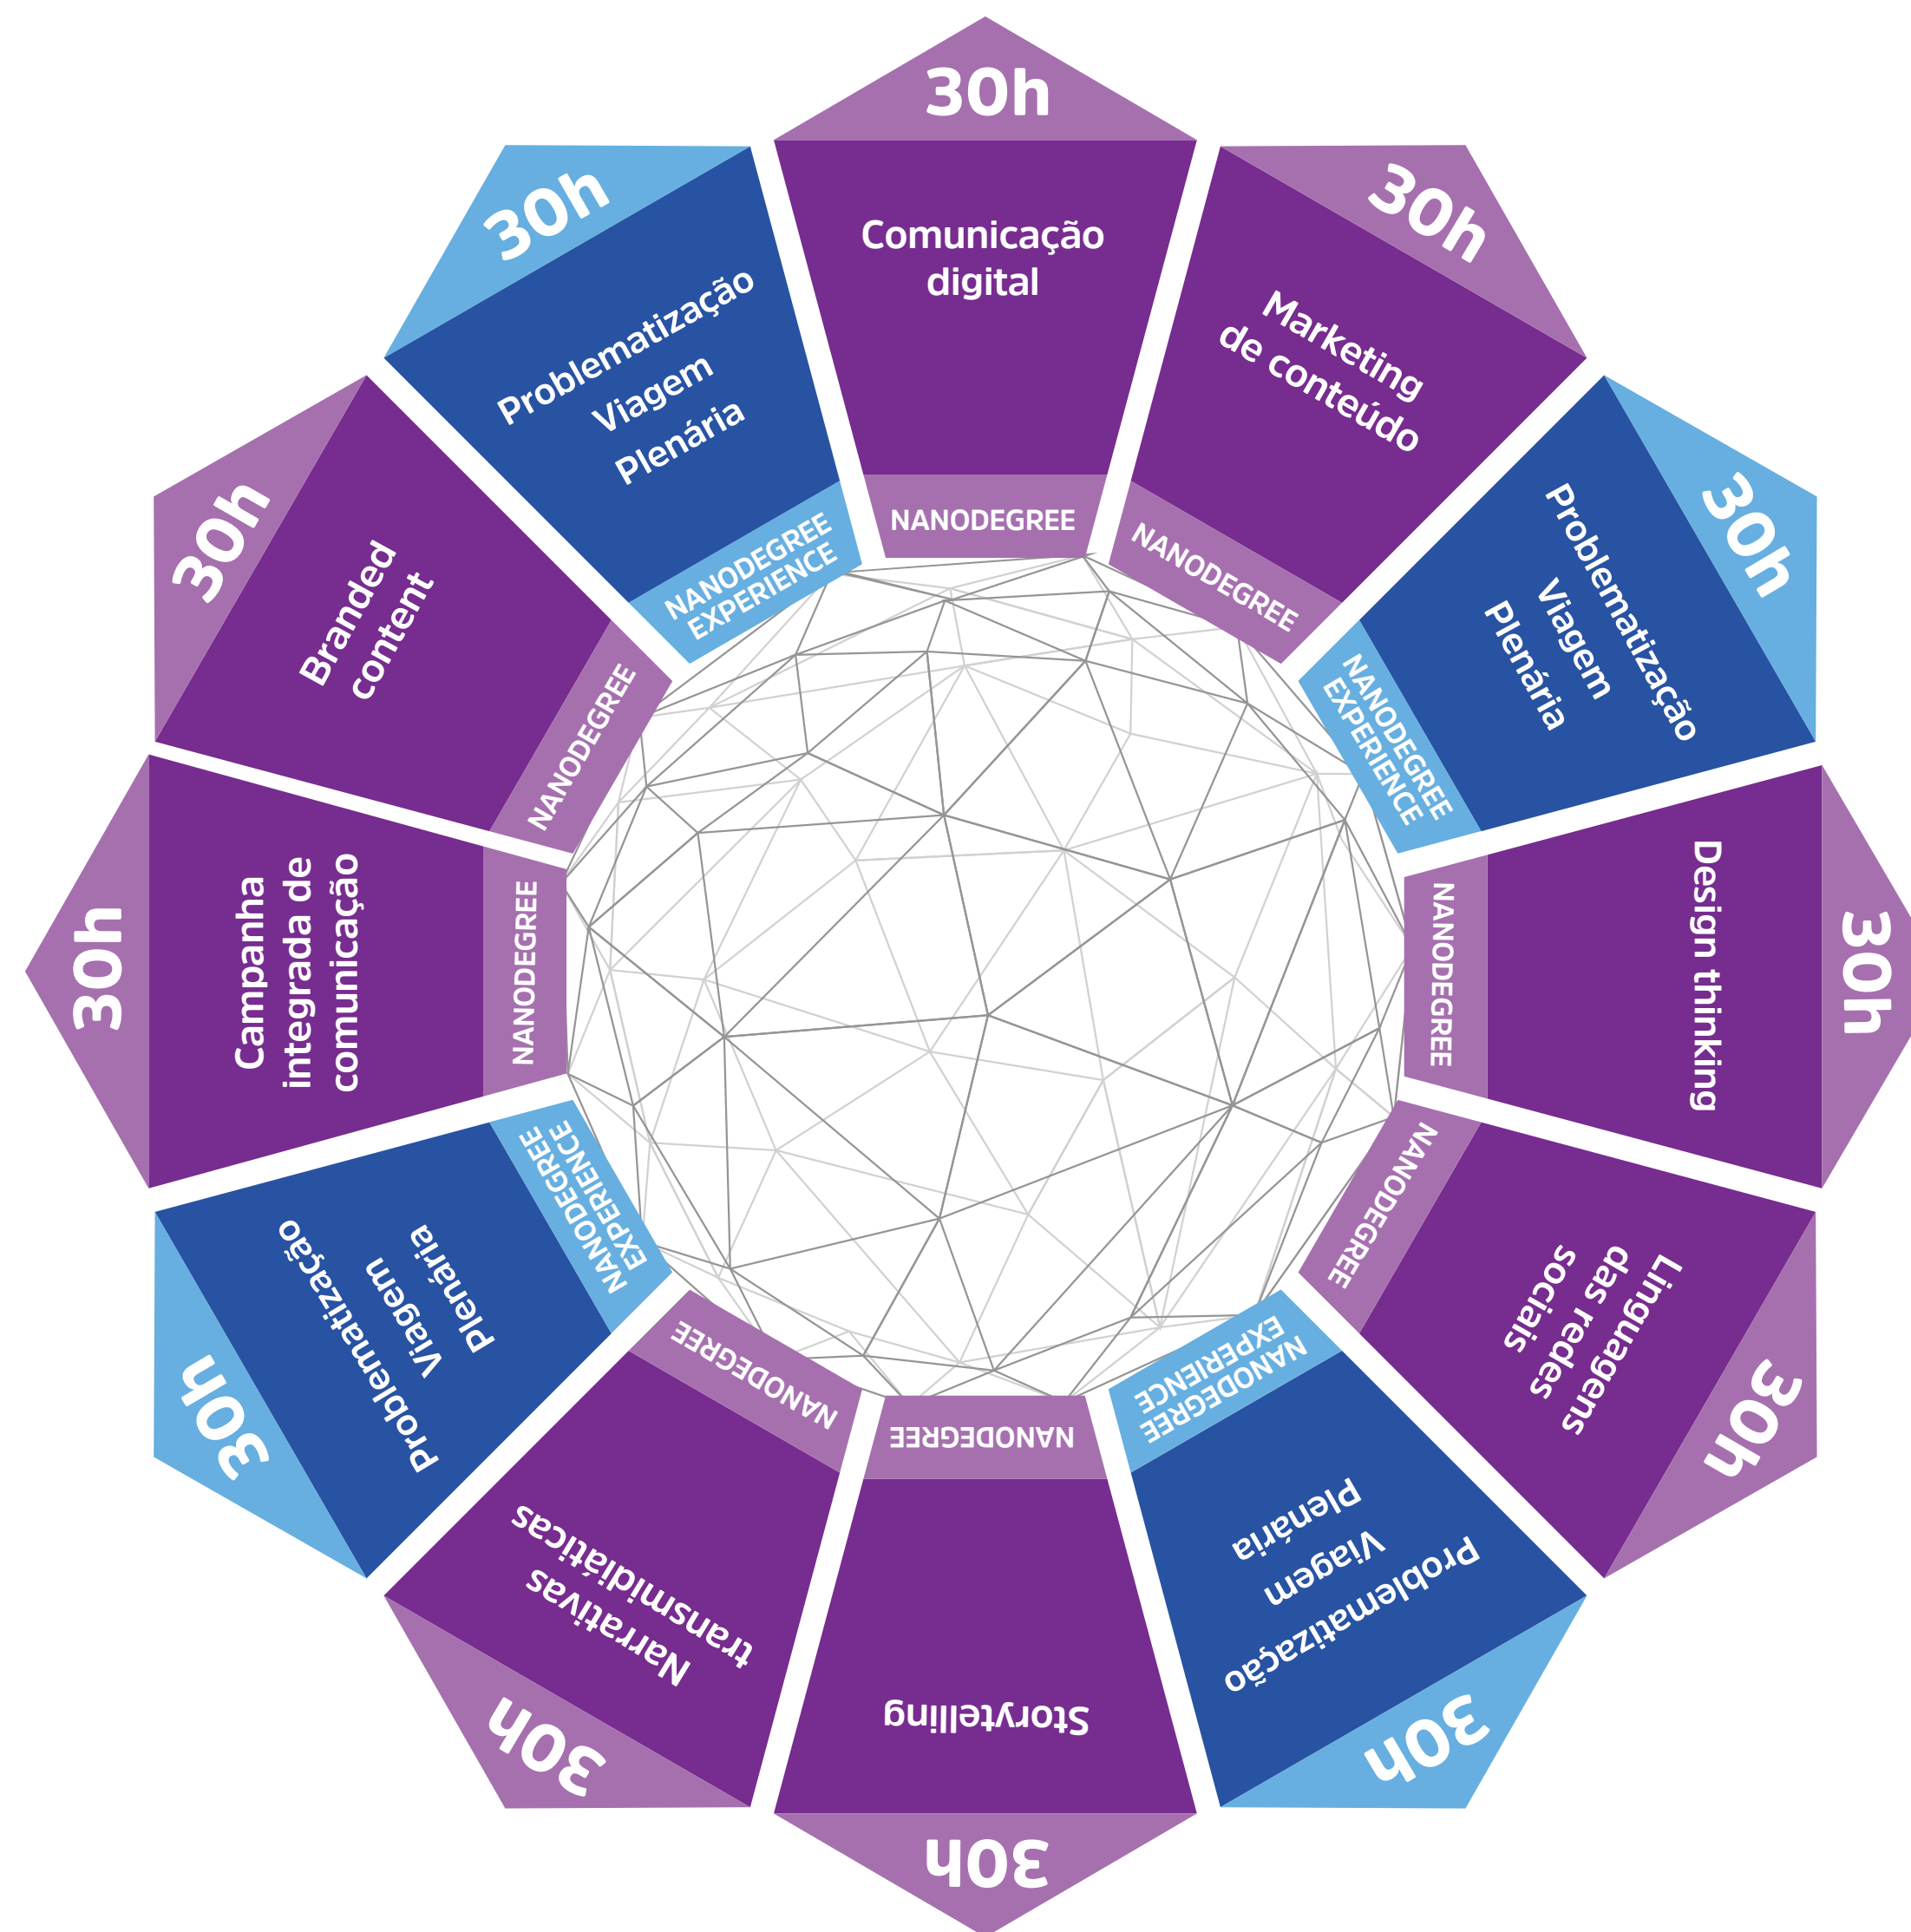 30h
Comunicação
digital
NANODEGREE
30h
Marketing
de conteúdo
NANODEGREE
30h
Problematização
Viagem
Plenária
NANODEGREE
EXPERIENCE
30h
Design thinking
NANODEGREE
30h
Linguagens
das redes
sociais
NANODEGREE
30h
Problematização
Viagem
Plenária
NANODEGREE
EXPERIENCE
30h
Storytelling
NANODEGREE
30h
Narrativas
transmidiáticas
NANODEGREE
30h
Problematização
Viagem
Plenária
NANODEGREE
EXPERIENCE
30h
Campanha
integrada de
comunicação
NANODEGREE
30h
Branded
content
NANODEGREE
30h
Problematização
Viagem
Plenária
NANODEGREE
EXPERIENCE